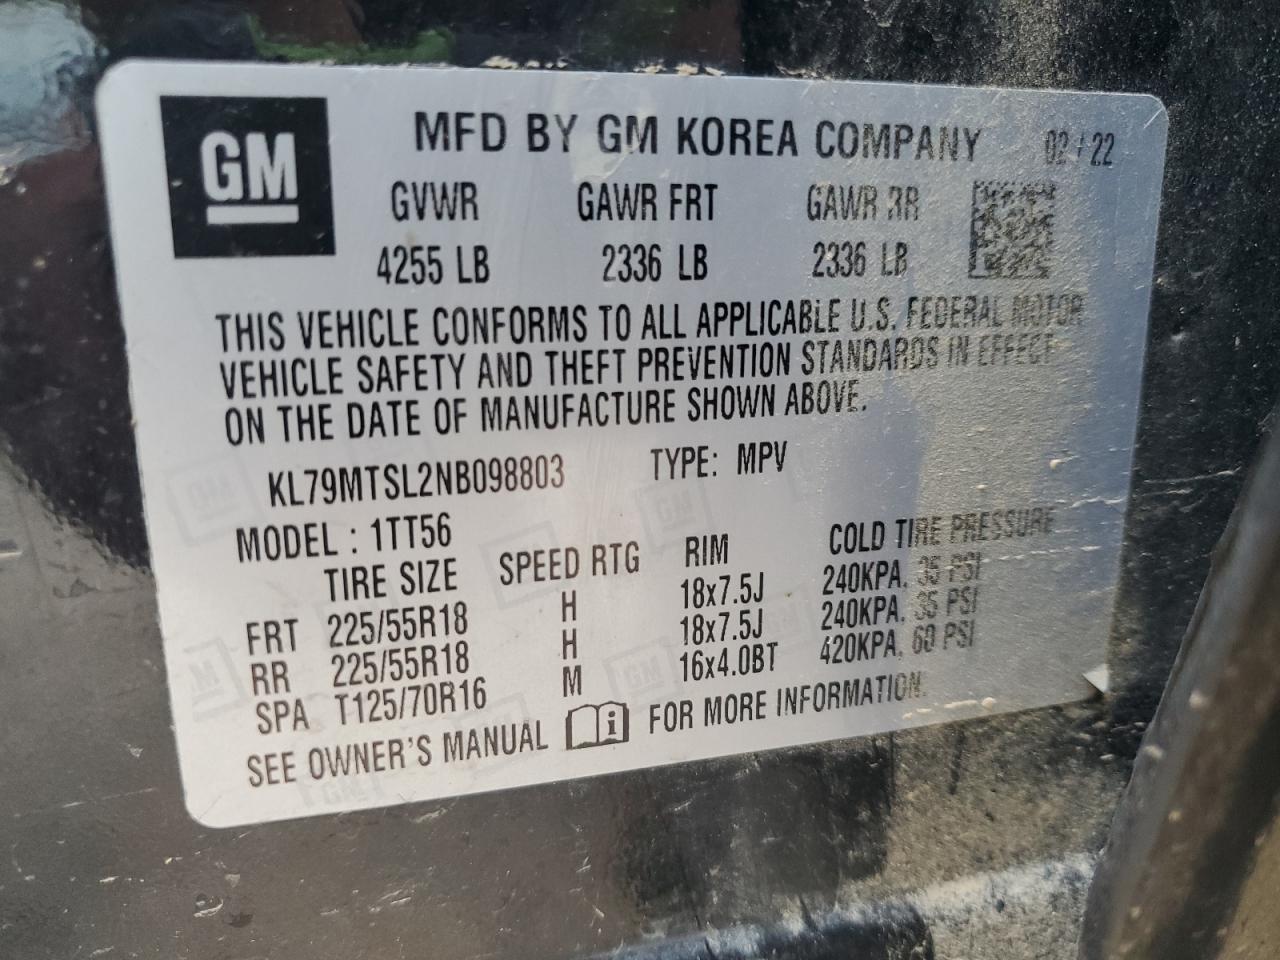 GM
MFD BY GM KOREA COMPANY 02/22
GVWR GAWR FRT GAWR RR
4255 LB 2336 LB 2336 LB
THIS VEHICLE CONFORMS TO ALL APPLICABLE U.S. FEDERAL MOTOR
VEHICLE SAFETY AND THEFT PREVENTION STANDARDS IN EFFECT
ON THE DATE OF MANUFACTURE SHOWN ABOVE.
KL79MTSL2NB098803 TYPE: MPV
MODEL : 1TT56
TIRE SIZE SPEED RTG RIM COLD TIRE PRESSURE
FRT 225/55R18 H 18x7.5J 240KPA, 35 PSI
RR 225/55R18 H 18x7.5J 240KPA, 35 PSI
SPA T125/70R16 M 16x4.0BT 420KPA, 60 PSI
SEE OWNER'S MANUAL i FOR MORE INFORMATION.